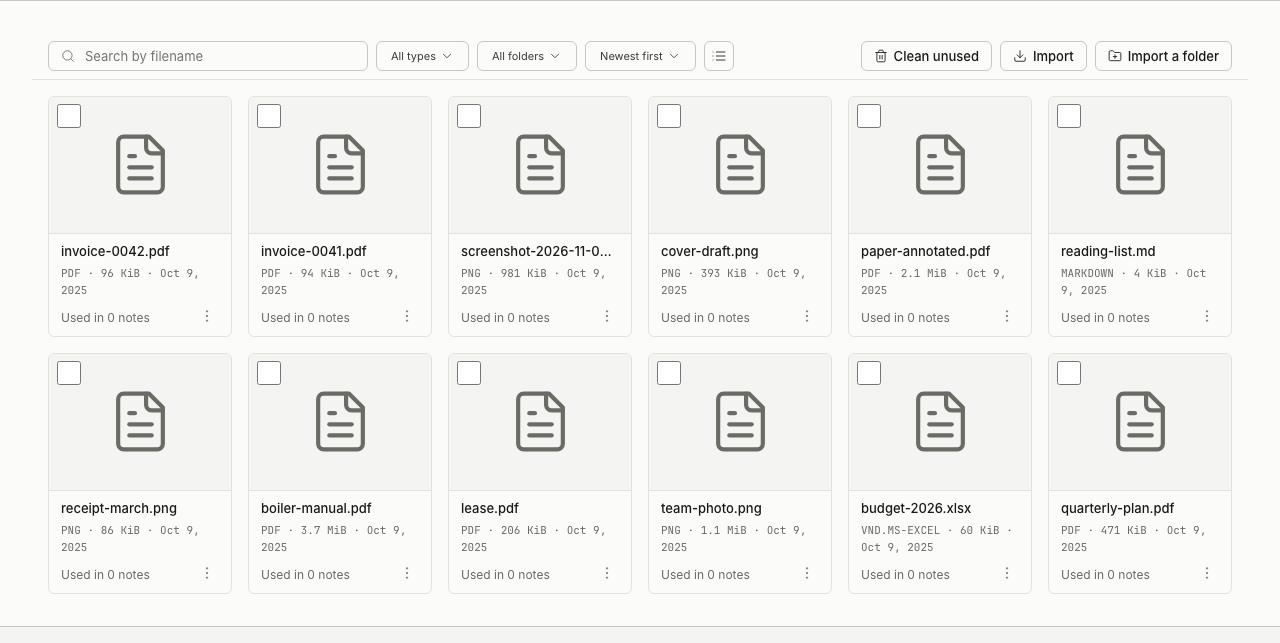 Search by filename
All types
All folders
Newest first
Clean unused
Import
Import a folder
invoice-0042.pdf
PDF · 96 KiB · Oct 9,
2025
Used in 0 notes
invoice-0041.pdf
PDF · 94 KiB · Oct 9,
2025
Used in 0 notes
screenshot-2026-11-0...
PNG · 981 KiB · Oct 9,
2025
Used in 0 notes
cover-draft.png
PNG · 393 KiB · Oct 9,
2025
Used in 0 notes
paper-annotated.pdf
PDF · 2.1 MiB · Oct 9,
2025
Used in 0 notes
reading-list.md
MARKDOWN · 4 KiB · Oct
9, 2025
Used in 0 notes
receipt-march.png
PNG · 86 KiB · Oct 9,
2025
Used in 0 notes
boiler-manual.pdf
PDF · 3.7 MiB · Oct 9,
2025
Used in 0 notes
lease.pdf
PDF · 206 KiB · Oct 9,
2025
Used in 0 notes
team-photo.png
PNG · 1.1 MiB · Oct 9,
2025
Used in 0 notes
budget-2026.xlsx
VND.MS-EXCEL · 60 KiB ·
Oct 9, 2025
Used in 0 notes
quarterly-plan.pdf
PDF · 471 KiB · Oct 9,
2025
Used in 0 notes